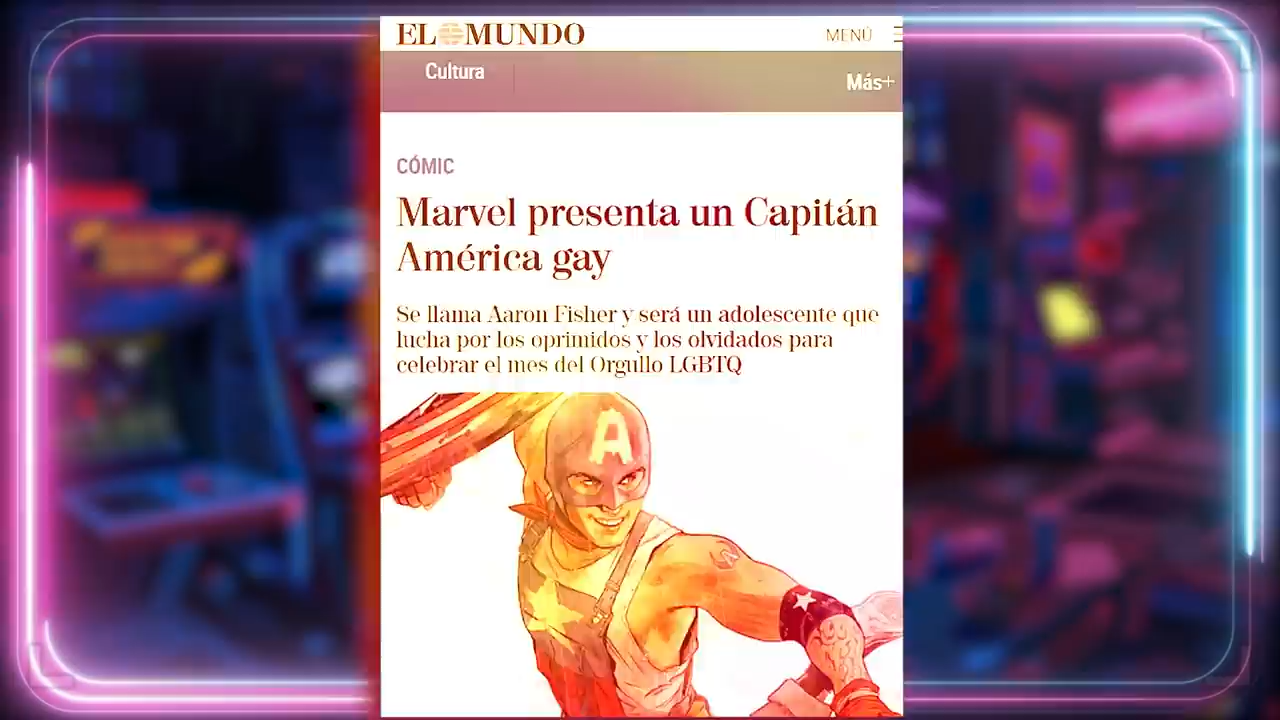 EL MUNDO
MENÚ
Cultura
Más+
CÓMIC
Marvel presenta un Capitán
América gay
Se llama Aaron Fisher y será un adolescente que
lucha por los oprimidos y los olvidados para
celebrar el mes del Orgullo LGBTQ
A